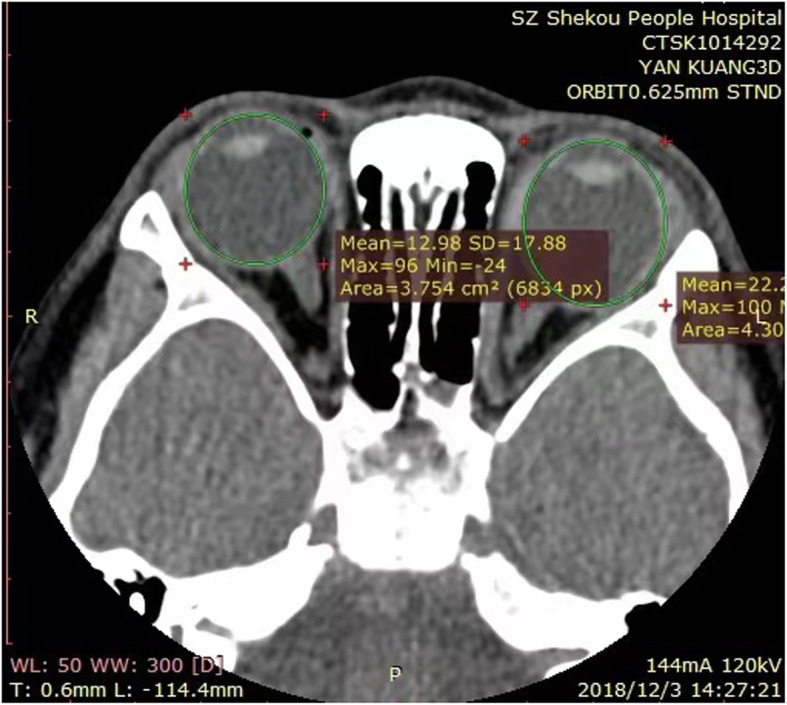 SZ Shekou People Hospital
CTSK1014292
YAN KUANG3D
ORBIT0.625mm STND
Mean=12.98 SD=17.88
Max=96 Min=-24
Area=3.754 cm² (6834 px)
Mean=22.2
Max=100
Area=4.30
R
L
WL: 50 WW: 300 [D]
T: 0.6mm L: -114.4mm
P
144mA 120kV
2018/12/3 14:27:21